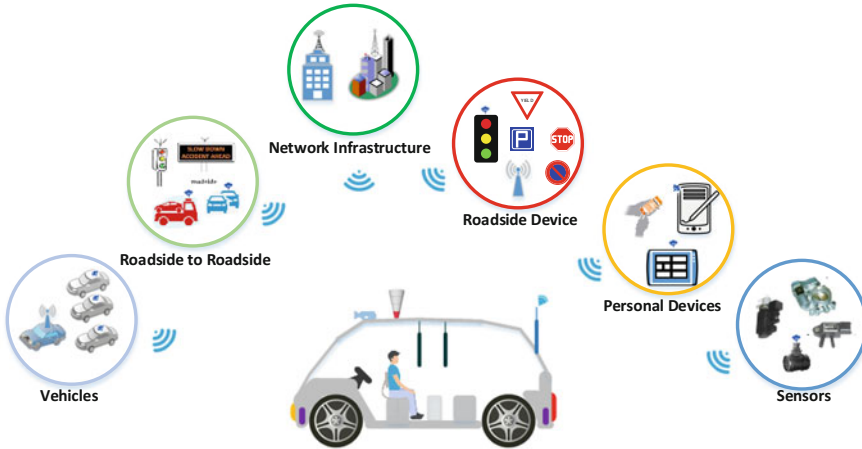 Network Infrastructure
YIELD
P
STOP
Roadside Device
SLOW DOWN
ACCIDENT AHEAD
roadside
Roadside to Roadside
Personal Devices
Vehicles
Sensors